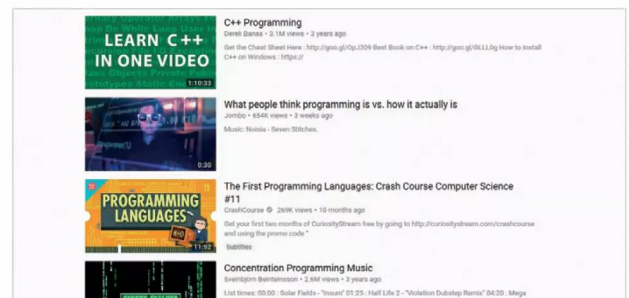 LEARN C++
IN ONE VIDEO
1:10:33
C++ Programming
Derek Banas • 3.1M views • 3 years ago
Get the Cheat Sheet Here : http://goo.gl/OpJ309 Best Book on C++ : http://goo.gl/GLLL0g How to Install
C++ on Windows : https://
0:30
What people think programming is vs. how it actually is
Jombo • 654K views • 3 weeks ago
Music: Noisia - Seven Stitches.
11
PROGRAMMING
LANGUAGES
11:52
The First Programming Languages: Crash Course Computer Science
#11
CrashCourse 269K views • 10 months ago
Get your first two months of CuriosityStream free by going to http://curiositystream.com/crashcourse
and using the promo code "
Subtitles
Concentration Programming Music
Sveinbjörn Beinteinsson • 2.6M views • 3 years ago
List times: 00:00 : Solar Fields - "Insum" 01:25 : Half Life 2 - "Violation Dubstep Remix" 04:20 : Mega